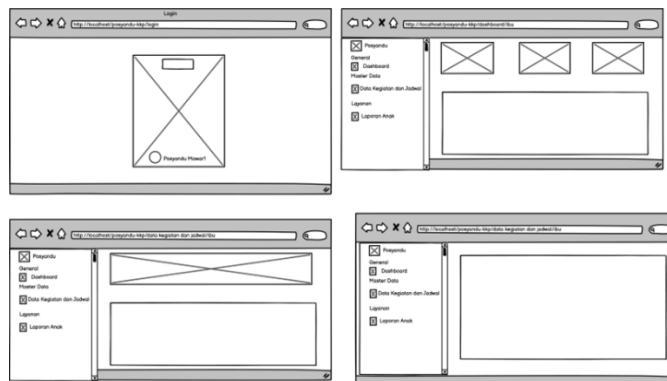 Login
http://localhost/posyandu-kkp/login
Posyandu Mawar1
http://localhost/posyandu-kkp/dashboard/ibu
Posyandu
General
Dashboard
Master Data
Data Kegiatan dan Jadwal
Layanan
Laporan Anak
http://localhost/posyandu-kkp/data kegiatan dan jadwal/ibu
Posyandu
General
Dashboard
Master Data
Data Kegiatan dan Jadwal
Layanan
Laporan Anak
http://localhost/posyandu-kkp/data kegiatan dan jadwal/ibu
Posyandu
General
Dashboard
Master Data
Data Kegiatan dan Jadwal
Layanan
Laporan Anak